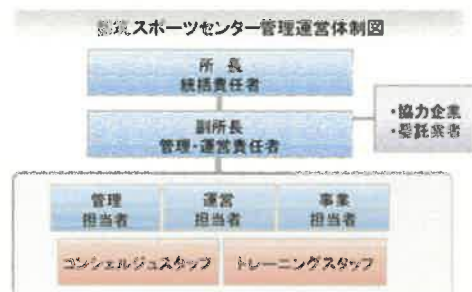 都筑スポーツセンター管理運営体制図
所 長
統括責任者
副所長
管理・運営責任者
・協力企業
・委託業者
管理
担当者
運営
担当者
事業
担当者
コンシェルジュスタッフ
トレーニングスタッフ